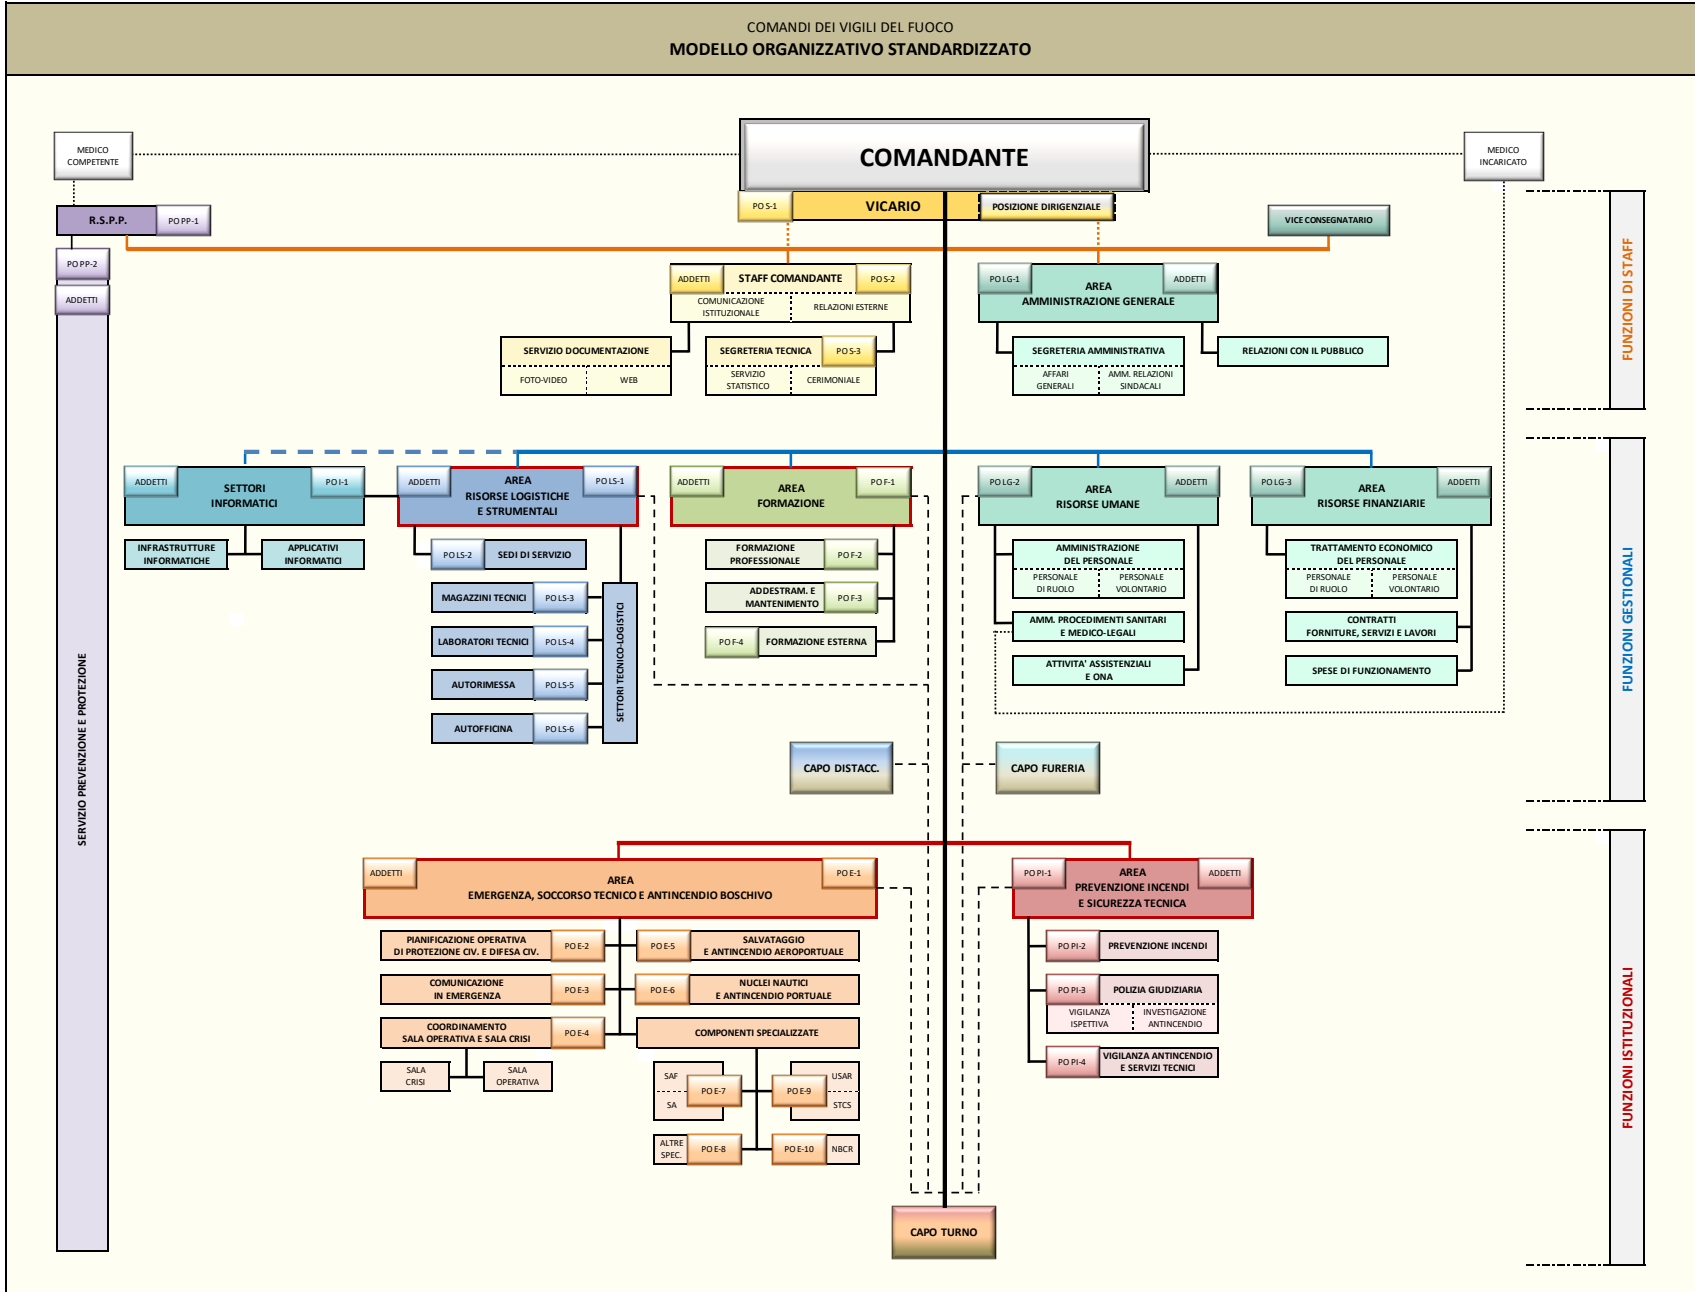 COMANDI DEI VIGILI DEL FUOCO
MODELLO ORGANIZZATIVO STANDARDIZZATO
MEDICO
COMPETENTE
COMANDANTE
MEDICO
INCARICATO
R.S.P.P.
PO PP-1
PO S-1
VICARIO
POSIZIONE DIRIGENZIALE
VICE CONSEGNATARIO
PO PP-2
ADDETTI
SERVIZIO PREVENZIONE E PROTEZIONE
ADDETTI
STAFF COMANDANTE
PO S-2
COMUNICAZIONE
ISTITUZIONALE
RELAZIONI ESTERNE
PO LG-1
AREA
AMMINISTRAZIONE GENERALE
ADDETTI
SERVIZIO DOCUMENTAZIONE
FOTO-VIDEO
WEB
SEGRETERIA TECNICA
PO S-3
SERVIZIO
STATISTICO
CERIMONIALE
SEGRETERIA AMMINISTRATIVA
AFFARI
GENERALI
AMM. RELAZIONI
SINDACALI
RELAZIONI CON IL PUBBLICO
FUNZIONI DI STAFF
ADDETTI
SETTORI
INFORMATICI
PO I-1
INFRASTRUTTURE
INFORMATICHE
APPLICATIVI
INFORMATICI
ADDETTI
AREA
RISORSE LOGISTICHE
E STRUMENTALI
PO LS-1
PO LS-2
SEDI DI SERVIZIO
MAGAZZINI TECNICI
PO LS-3
LABORATORI TECNICI
PO LS-4
AUTORIMESSA
PO LS-5
AUTOFFICINA
PO LS-6
SETTORI TECNICO-LOGISTICI
ADDETTI
AREA
FORMAZIONE
PO F-1
FORMAZIONE
PROFESSIONALE
PO F-2
ADDESTRAM. E
MANTENIMENTO
PO F-3
PO F-4
FORMAZIONE ESTERNA
PO LG-2
AREA
RISORSE UMANE
ADDETTI
AMMINISTRAZIONE
DEL PERSONALE
PERSONALE
DI RUOLO
PERSONALE
VOLONTARIO
AMM. PROCEDIMENTI SANITARI
E MEDICO-LEGALI
ATTIVITA' ASSISTENZIALI
E ONA
PO LG-3
AREA
RISORSE FINANZIARIE
ADDETTI
TRATTAMENTO ECONOMICO
DEL PERSONALE
PERSONALE
DI RUOLO
PERSONALE
VOLONTARIO
CONTRATTI
FORNITURE, SERVIZI E LAVORI
SPESE DI FUNZIONAMENTO
FUNZIONI GESTIONALI
CAPO DISTACC.
CAPO FURERIA
ADDETTI
AREA
EMERGENZA, SOCCORSO TECNICO E ANTINCENDIO BOSCHIVO
PO E-1
PIANIFICAZIONE OPERATIVA
DI PROTEZIONE CIV. E DIFESA CIV.
PO E-2
COMUNICAZIONE
IN EMERGENZA
PO E-3
COORDINAMENTO
SALA OPERATIVA E SALA CRISI
PO E-4
SALA
CRISI
SALA
OPERATIVA
PO E-5
SALVATAGGIO
E ANTINCENDIO AEROPORTUALE
PO E-6
NUCLEI NAUTICI
E ANTINCENDIO PORTUALE
COMPONENTI SPECIALIZZATE
SAF
SA
PO E-7
PO E-9
USAR
STCS
ALTRE
SPEC.
PO E-8
PO E-10
NBCR
PO PI-1
AREA
PREVENZIONE INCENDI
E SICUREZZA TECNICA
ADDETTI
PO PI-2
PREVENZIONE INCENDI
PO PI-3
POLIZIA GIUDIZIARIA
VIGILANZA
ISPETTIVA
INVESTIGAZIONE
ANTINCENDIO
PO PI-4
VIGILANZA ANTINCENDIO
E SERVIZI TECNICI
FUNZIONI ISTITUZIONALI
CAPO TURNO